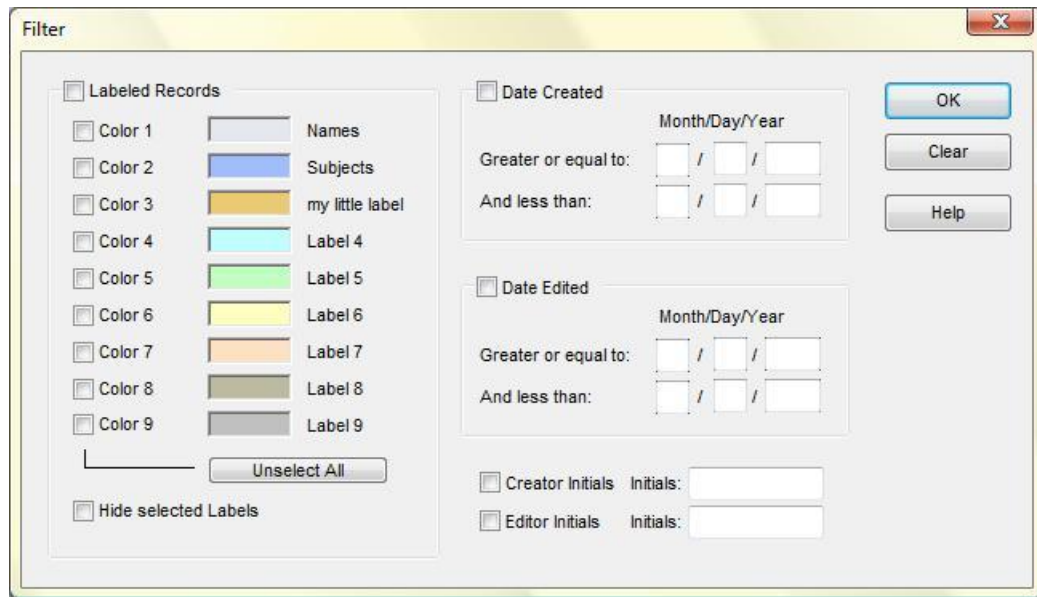 Filter
X
Labeled Records
Color 1 Names
Color 2 Subjects
Color 3 my little label
Color 4 Label 4
Color 5 Label 5
Color 6 Label 6
Color 7 Label 7
Color 8 Label 8
Color 9 Label 9
Unselect All
Hide selected Labels
Date Created
Month/Day/Year
Greater or equal to: / /
And less than: / /
Date Edited
Month/Day/Year
Greater or equal to: / /
And less than: / /
Creator Initials Initials:
Editor Initials Initials:
OK
Clear
Help